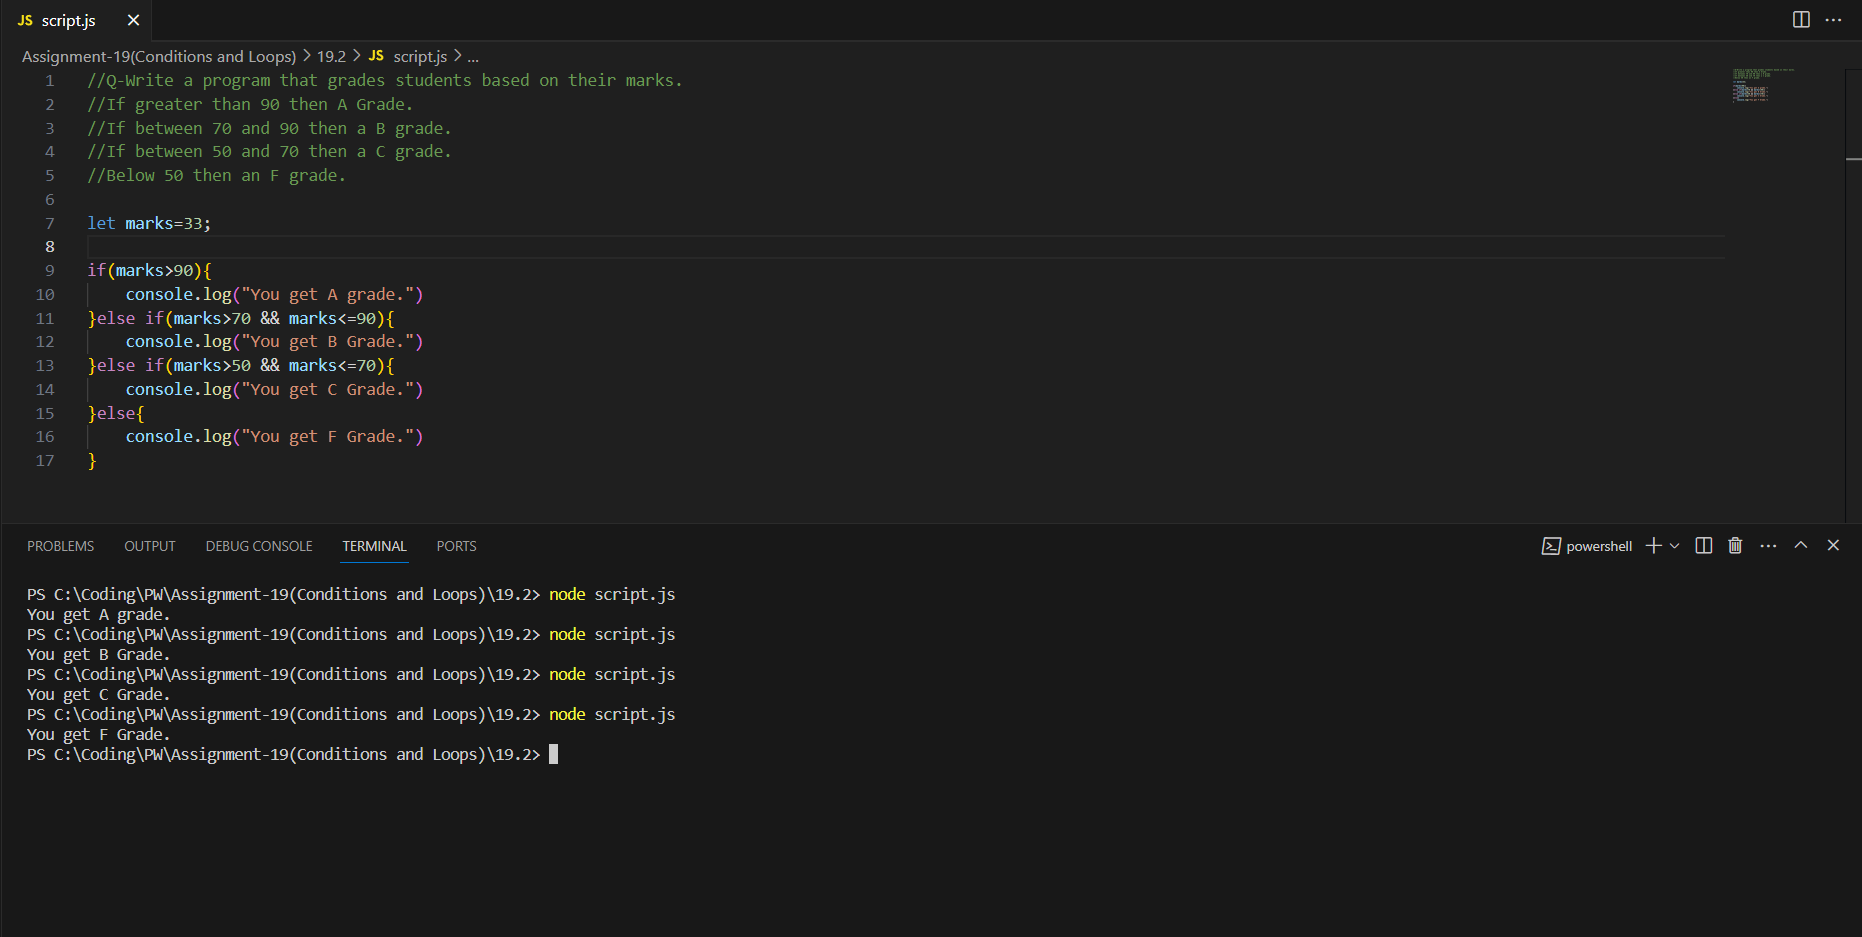 JS script.js
Assignment-19(Conditions and Loops) > 19.2 > JS script.js > ...
1 //Q-Write a program that grades students based on their marks.
2 //If greater than 90 then A Grade.
3 //If between 70 and 90 then a B grade.
4 //If between 50 and 70 then a C grade.
5 //Below 50 then an F grade.
6
7 let marks=33;
8
9 if(marks>90){
10     console.log("You get A grade.")
11 }else if(marks>70 && marks<=90){
12     console.log("You get B Grade.")
13 }else if(marks>50 && marks<=70){
14     console.log("You get C Grade.")
15 }else{
16     console.log("You get F Grade.")
17 }
PROBLEMS OUTPUT DEBUG CONSOLE TERMINAL PORTS powershell
PS C:\Coding\PW\Assignment-19(Conditions and Loops)\19.2> node script.js
You get A grade.
PS C:\Coding\PW\Assignment-19(Conditions and Loops)\19.2> node script.js
You get B Grade.
PS C:\Coding\PW\Assignment-19(Conditions and Loops)\19.2> node script.js
You get C Grade.
PS C:\Coding\PW\Assignment-19(Conditions and Loops)\19.2> node script.js
You get F Grade.
PS C:\Coding\PW\Assignment-19(Conditions and Loops)\19.2>